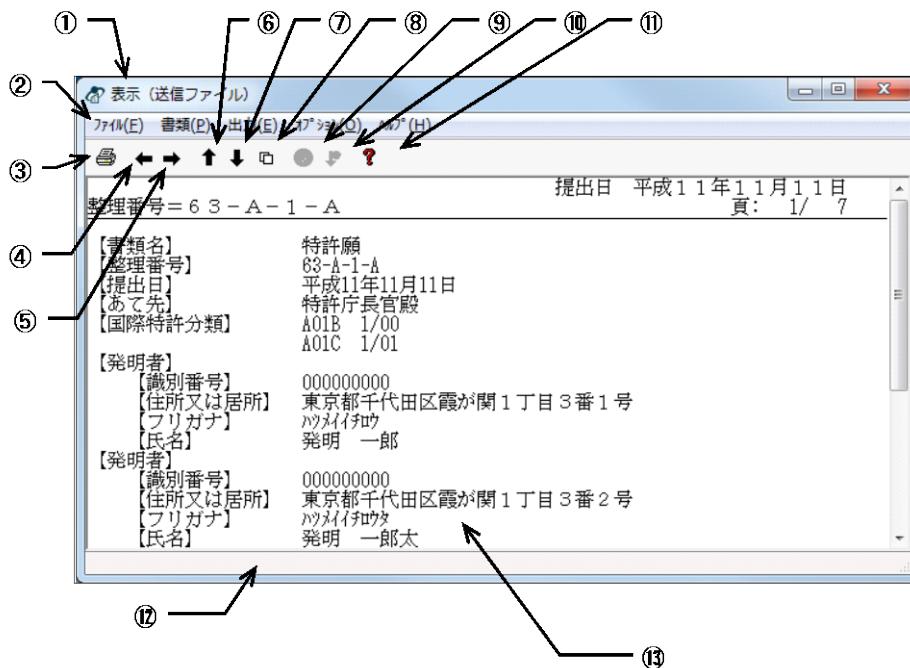 ① ⑥ ⑦ ⑧ ⑨ ⑩ ⑪
② 表示（送信ファイル）
ﾌｧｲﾙ(F) 書類(P) 出力(E) ｵﾌﾟｼｮﾝ(O) ﾍﾙﾌﾟ(H)
③
提出日 平成１１年１１月１１日
整理番号＝６３－Ａ－１－Ａ 頁： 1/ 7
④
⑤
【書類名】 特許願
【整理番号】 63-A-1-A
【提出日】 平成11年11月11日
【あて先】 特許庁長官殿
【国際特許分類】 A01B 1/00
A01C 1/01
【発明者】
【識別番号】 000000000
【住所又は居所】 東京都千代田区霞が関１丁目３番１号
【フリガナ】 ﾊﾂﾒｲｲﾁﾛｳ
【氏名】 発明 一郎
【発明者】
【識別番号】 000000000
【住所又は居所】 東京都千代田区霞が関１丁目３番２号
【フリガナ】 ﾊﾂﾒｲｲﾁﾛｳﾀ
【氏名】 発明 一郎太
⑫
⑬